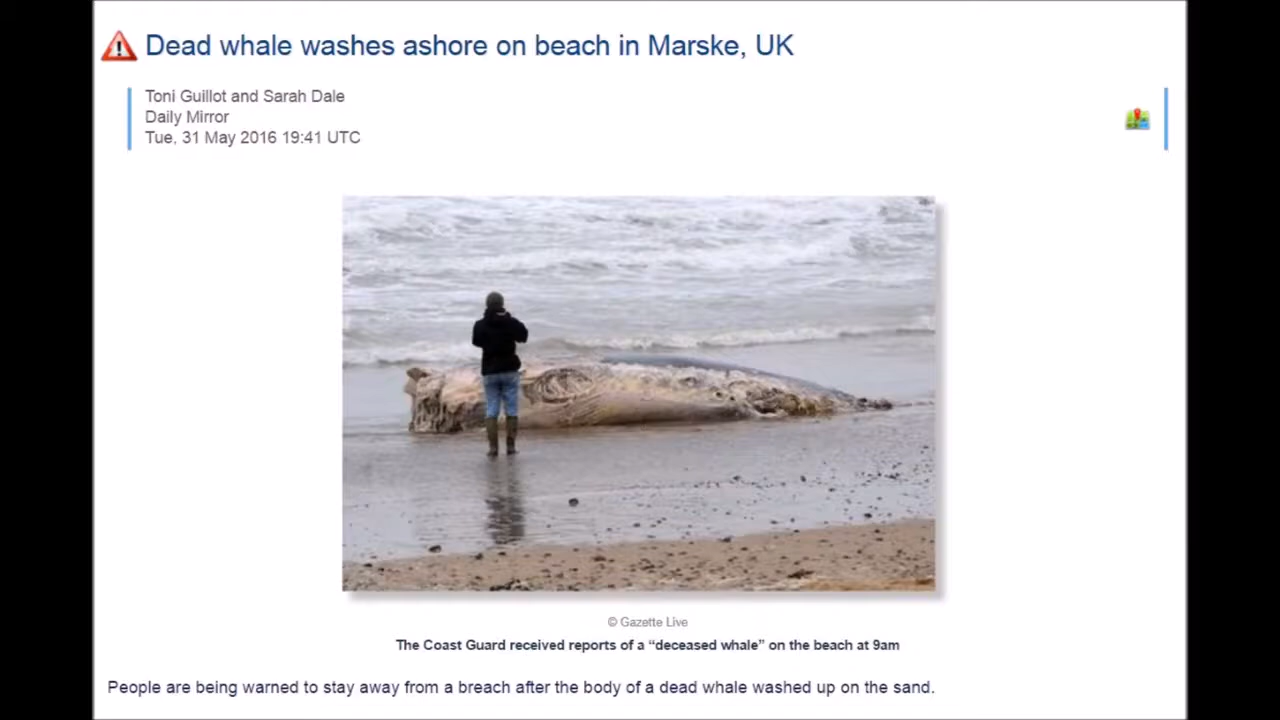 Dead whale washes ashore on beach in Marske, UK
Toni Guillot and Sarah Dale
Daily Mirror
Tue, 31 May 2016 19:41 UTC
© Gazette Live
The Coast Guard received reports of a “deceased whale” on the beach at 9am
People are being warned to stay away from a breach after the body of a dead whale washed up on the sand.